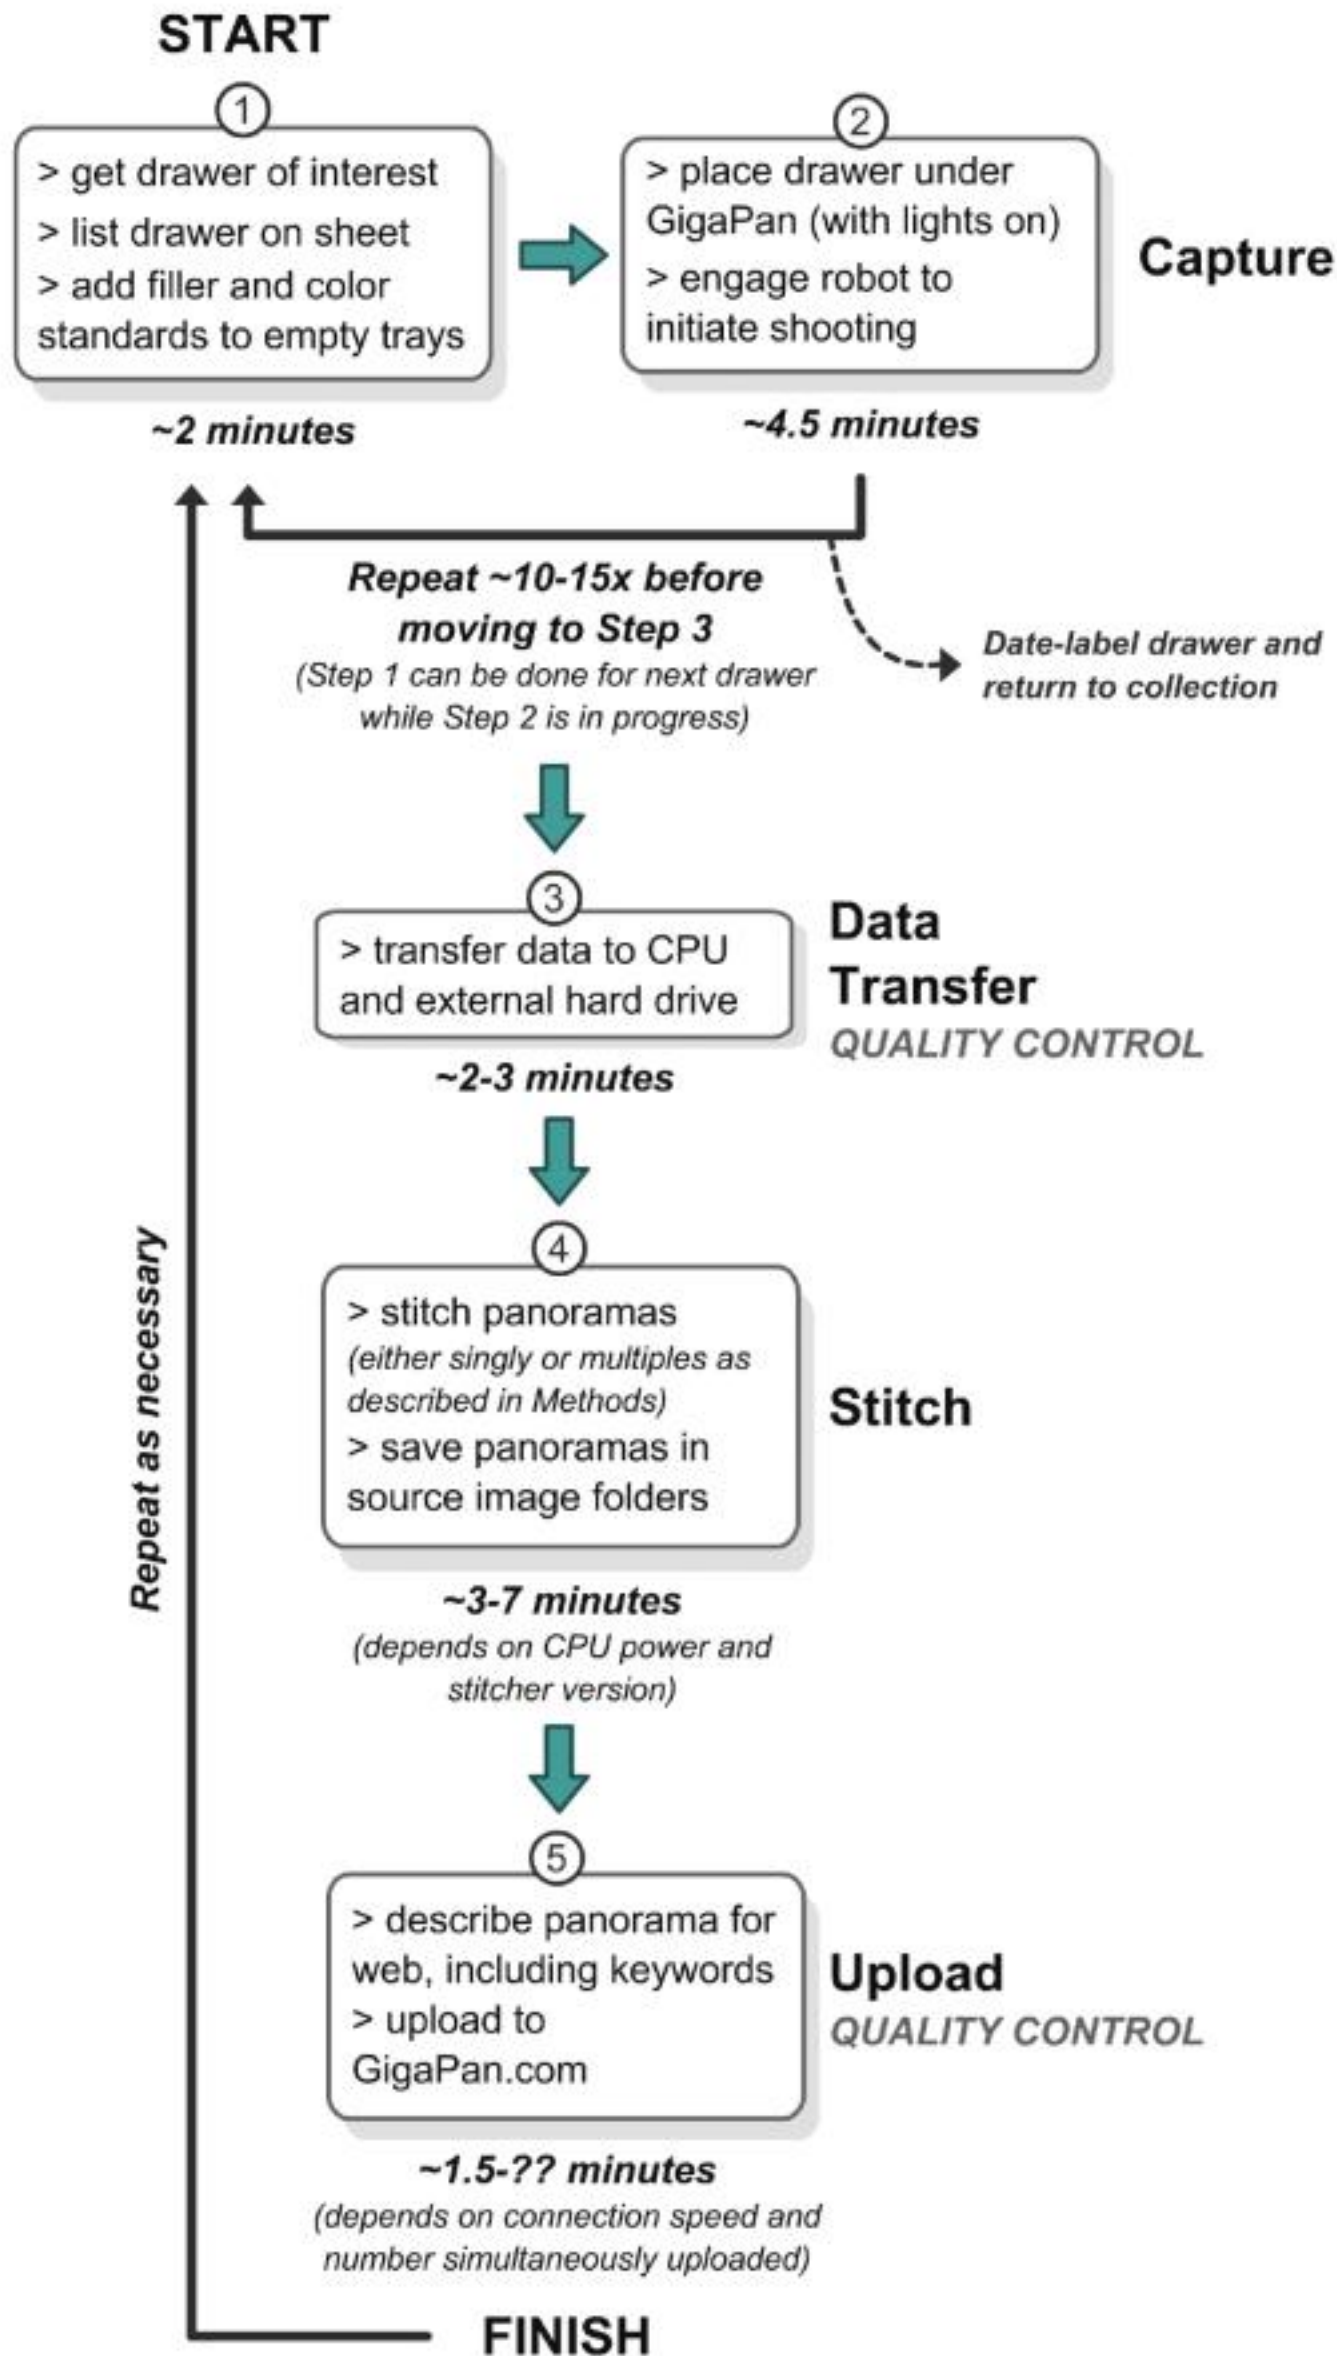 START
1
> get drawer of interest
> list drawer on sheet
> add filler and color
standards to empty trays
~2 minutes
2
> place drawer under
GigaPan (with lights on)
> engage robot to
initiate shooting
~4.5 minutes
Capture
Repeat ~10-15x before
moving to Step 3
(Step 1 can be done for next drawer
while Step 2 is in progress)
Date-label drawer and
return to collection
3
> transfer data to CPU
and external hard drive
~2-3 minutes
Data
Transfer
QUALITY CONTROL
4
> stitch panoramas
(either singly or multiples as
described in Methods)
> save panoramas in
source image folders
~3-7 minutes
(depends on CPU power and
stitcher version)
Stitch
5
> describe panorama for
web, including keywords
> upload to
GigaPan.com
~1.5-?? minutes
(depends on connection speed and
number simultaneously uploaded)
Upload
QUALITY CONTROL
FINISH
Repeat as necessary